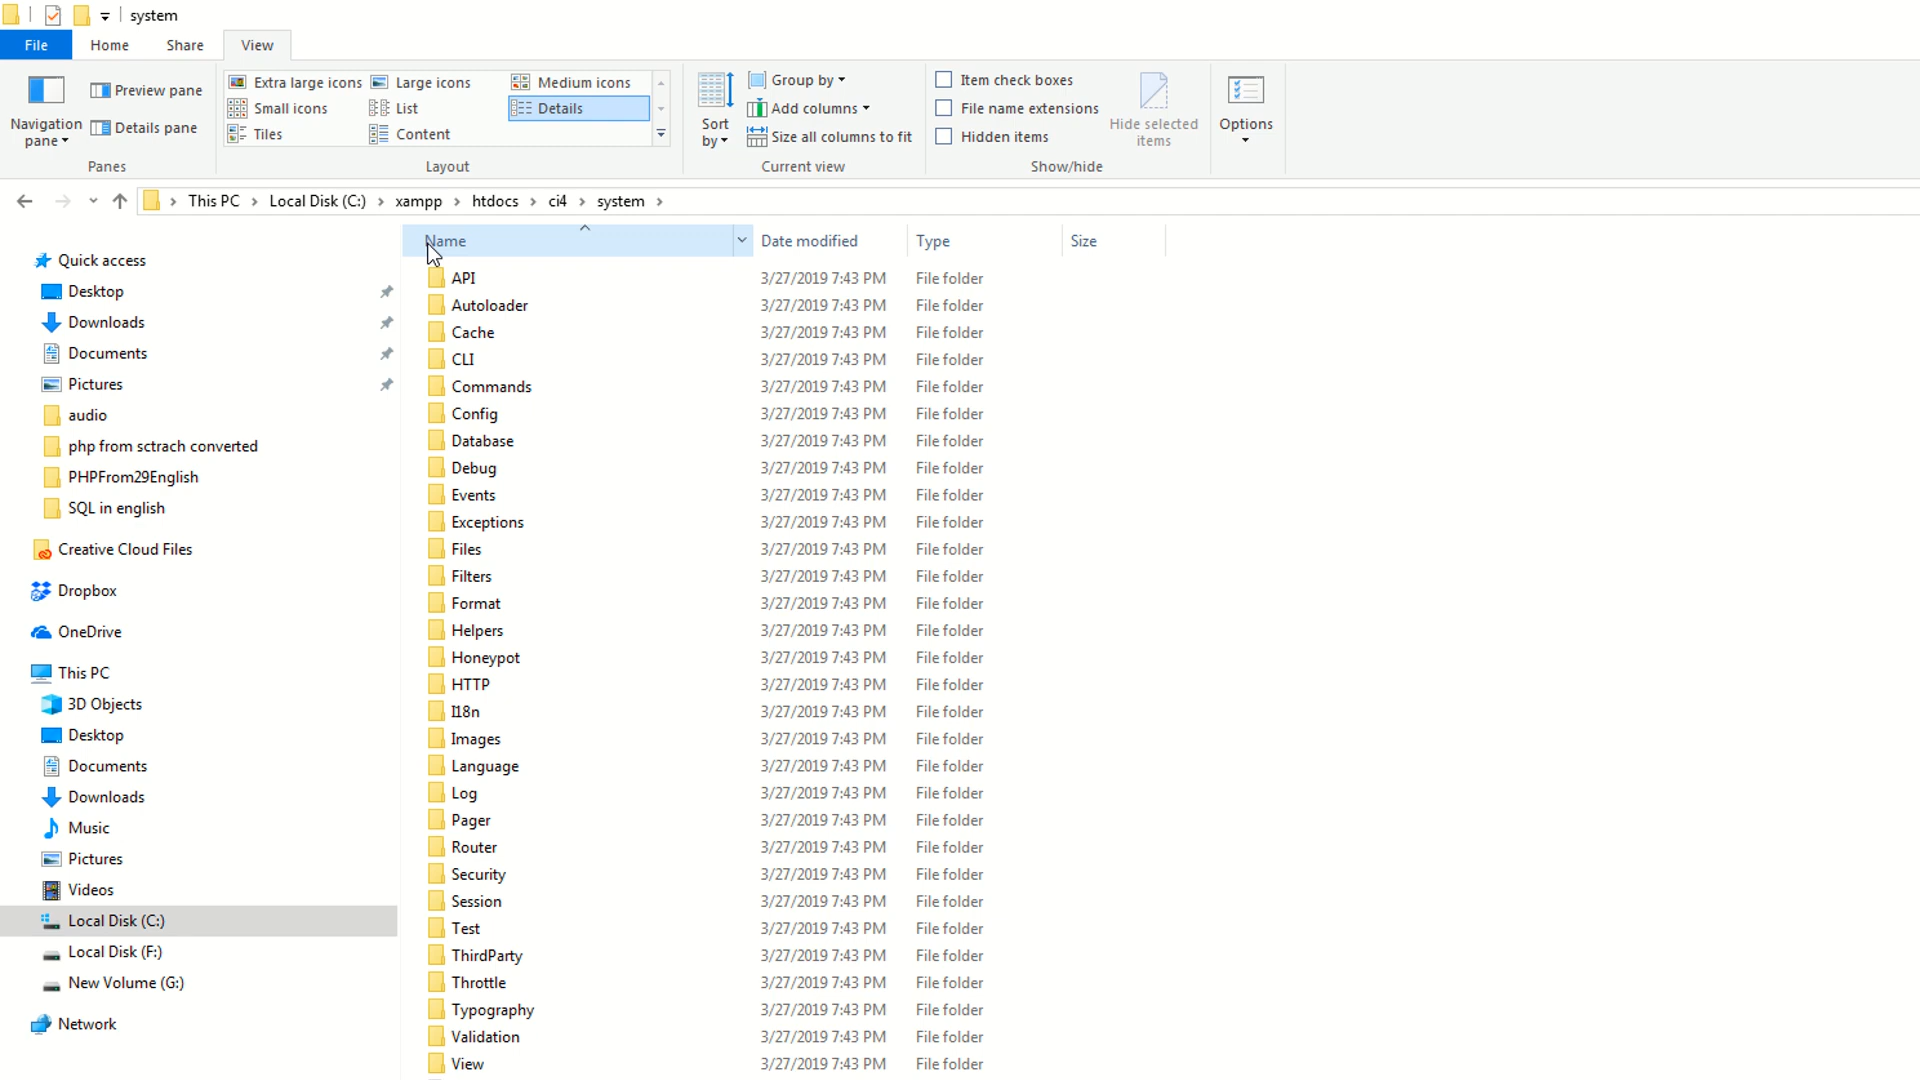 system
File Home Share View
Navigation pane
Preview pane
Details pane
Panes
Extra large icons Large icons Medium icons
Small icons List Details
Tiles Content
Layout
Sort by
Group by
Add columns
Size all columns to fit
Current view
Item check boxes
File name extensions
Hidden items
Hide selected items
Show/hide
Options
This PC > Local Disk (C:) > xampp > htdocs > ci4 > system >
Quick access
Desktop
Downloads
Documents
Pictures
audio
php from sctrach converted
PHPFrom29English
SQL in english
Creative Cloud Files
Dropbox
OneDrive
This PC
3D Objects
Desktop
Documents
Downloads
Music
Pictures
Videos
Local Disk (C:)
Local Disk (F:)
New Volume (G:)
Network
Name Date modified Type Size
API 3/27/2019 7:43 PM File folder
Autoloader 3/27/2019 7:43 PM File folder
Cache 3/27/2019 7:43 PM File folder
CLI 3/27/2019 7:43 PM File folder
Commands 3/27/2019 7:43 PM File folder
Config 3/27/2019 7:43 PM File folder
Database 3/27/2019 7:43 PM File folder
Debug 3/27/2019 7:43 PM File folder
Events 3/27/2019 7:43 PM File folder
Exceptions 3/27/2019 7:43 PM File folder
Files 3/27/2019 7:43 PM File folder
Filters 3/27/2019 7:43 PM File folder
Format 3/27/2019 7:43 PM File folder
Helpers 3/27/2019 7:43 PM File folder
Honeypot 3/27/2019 7:43 PM File folder
HTTP 3/27/2019 7:43 PM File folder
I18n 3/27/2019 7:43 PM File folder
Images 3/27/2019 7:43 PM File folder
Language 3/27/2019 7:43 PM File folder
Log 3/27/2019 7:43 PM File folder
Pager 3/27/2019 7:43 PM File folder
Router 3/27/2019 7:43 PM File folder
Security 3/27/2019 7:43 PM File folder
Session 3/27/2019 7:43 PM File folder
Test 3/27/2019 7:43 PM File folder
ThirdParty 3/27/2019 7:43 PM File folder
Throttle 3/27/2019 7:43 PM File folder
Typography 3/27/2019 7:43 PM File folder
Validation 3/27/2019 7:43 PM File folder
View 3/27/2019 7:43 PM File folder